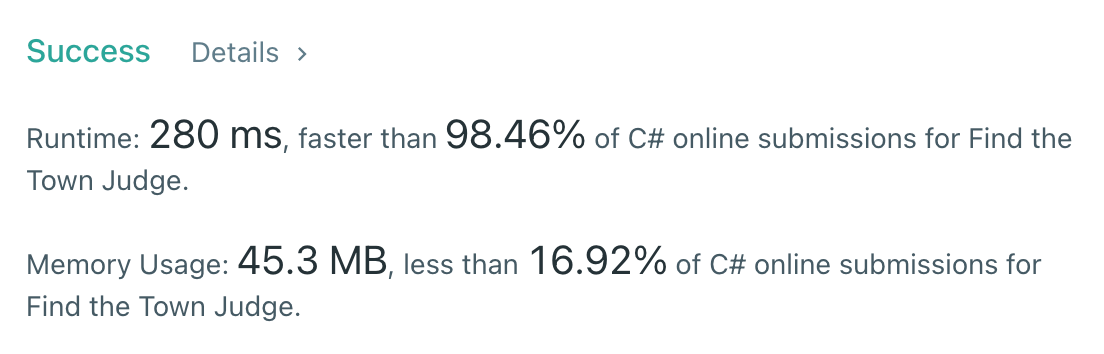 Success Details >
Runtime: 280 ms, faster than 98.46% of C# online submissions for Find the
Town Judge.
Memory Usage: 45.3 MB, less than 16.92% of C# online submissions for
Find the Town Judge.